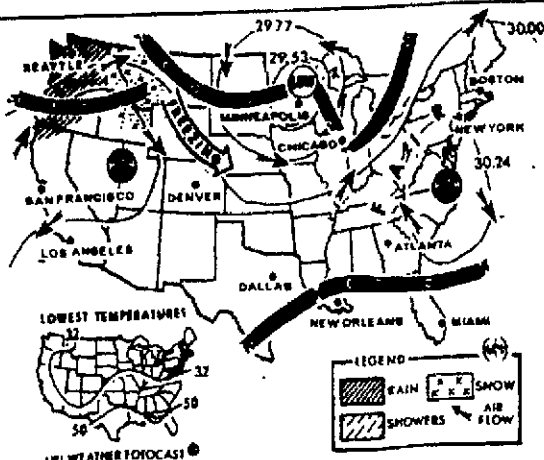 29.77
30.00
29.53
SEATTLE
LOW
BOSTON
MINNEAPOLIS
NEW YORK
FREEZING
CHICAGO
30.24
SAN FRANCISCO
DENVER
ATLANTA
LOS ANGELES
DALLAS
LOWEST TEMPERATURES
NEW ORLEANS
MIAMI
32
32
50
50
LEGEND
RAIN
SNOW
SHOWERS
AIR
FLOW
UPI WEATHER FOTOCAST ®